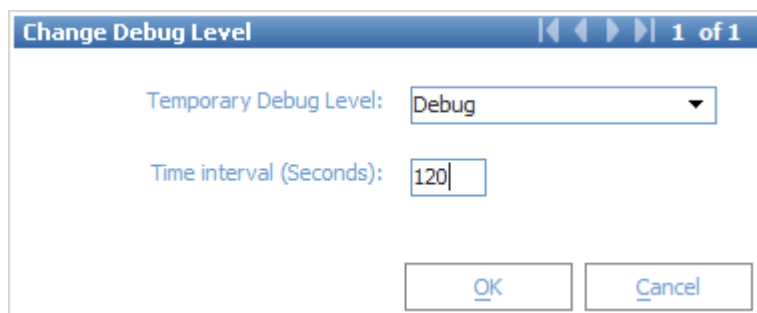 Change Debug Level 1 of 1
Temporary Debug Level: Debug
Time interval (Seconds): 120
OK Cancel